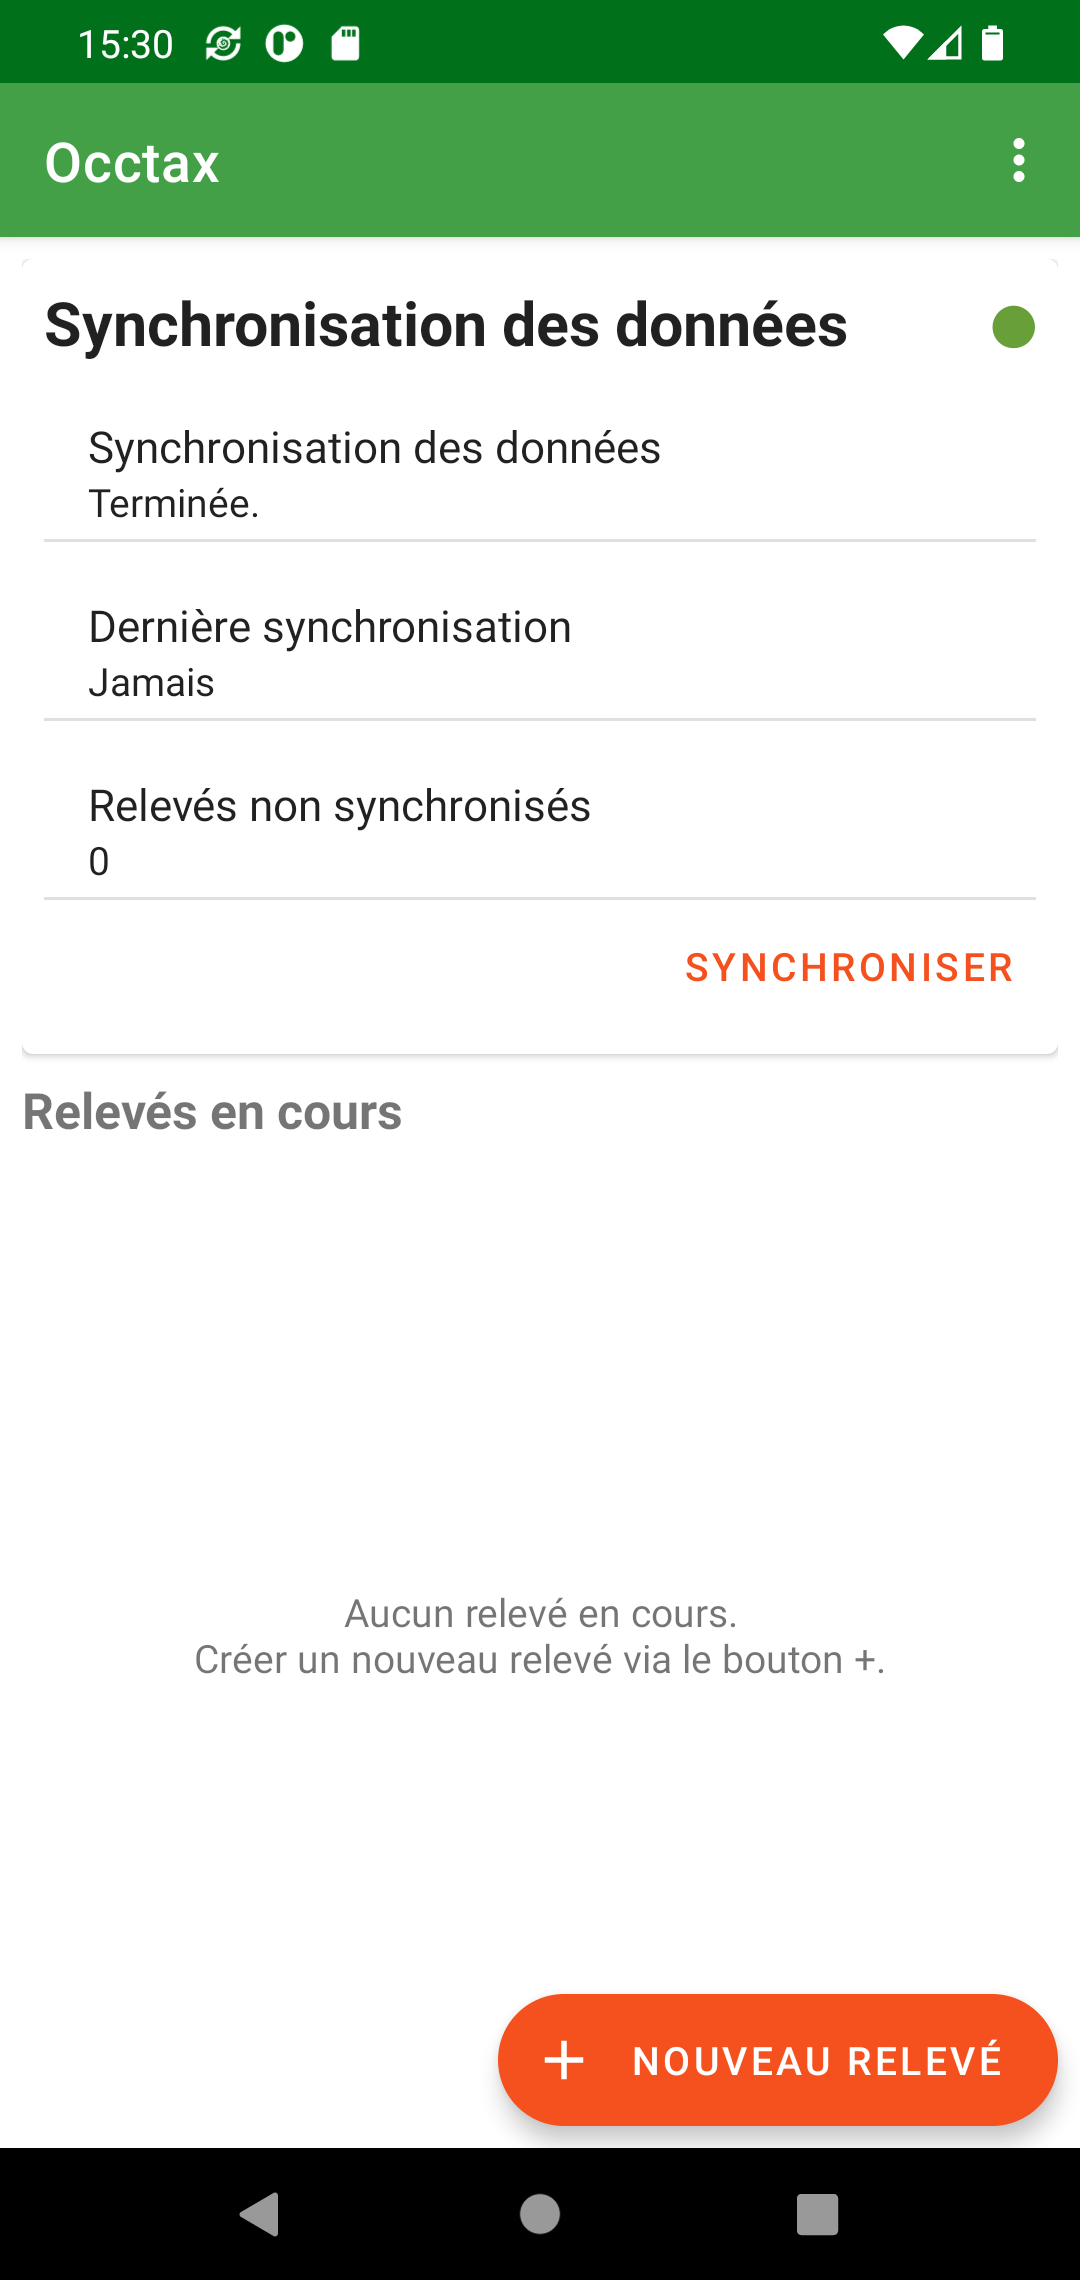 15:30
Occtax
Synchronisation des données
Synchronisation des données
Terminée.
Dernière synchronisation
Jamais
Relevés non synchronisés
0
SYNCHRONISER
Relevés en cours
Aucun relevé en cours.
Créer un nouveau relevé via le bouton +.
+ NOUVEAU RELEVÉ